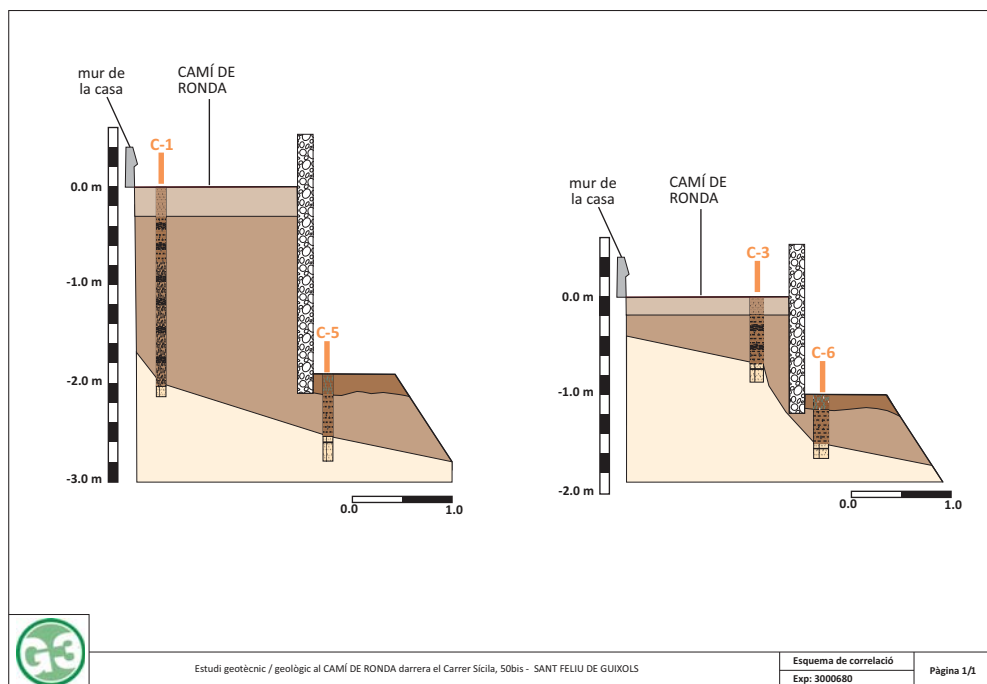 mur de
la casa
CAMÍ DE
RONDA
C-1
0.0 m
-1.0 m
C-5
-2.0 m
-3.0 m
0.0
1.0
mur de
la casa
CAMÍ DE
RONDA
C-3
0.0 m
C-6
-1.0 m
-2.0 m
0.0
1.0
G3
Estudi geotècnic / geològic al CAMÍ DE RONDA darrera el Carrer Sícila, 50bis - SANT FELIU DE GUIXOLS
Esquema de correlació
Exp: 3000680
Pàgina 1/1